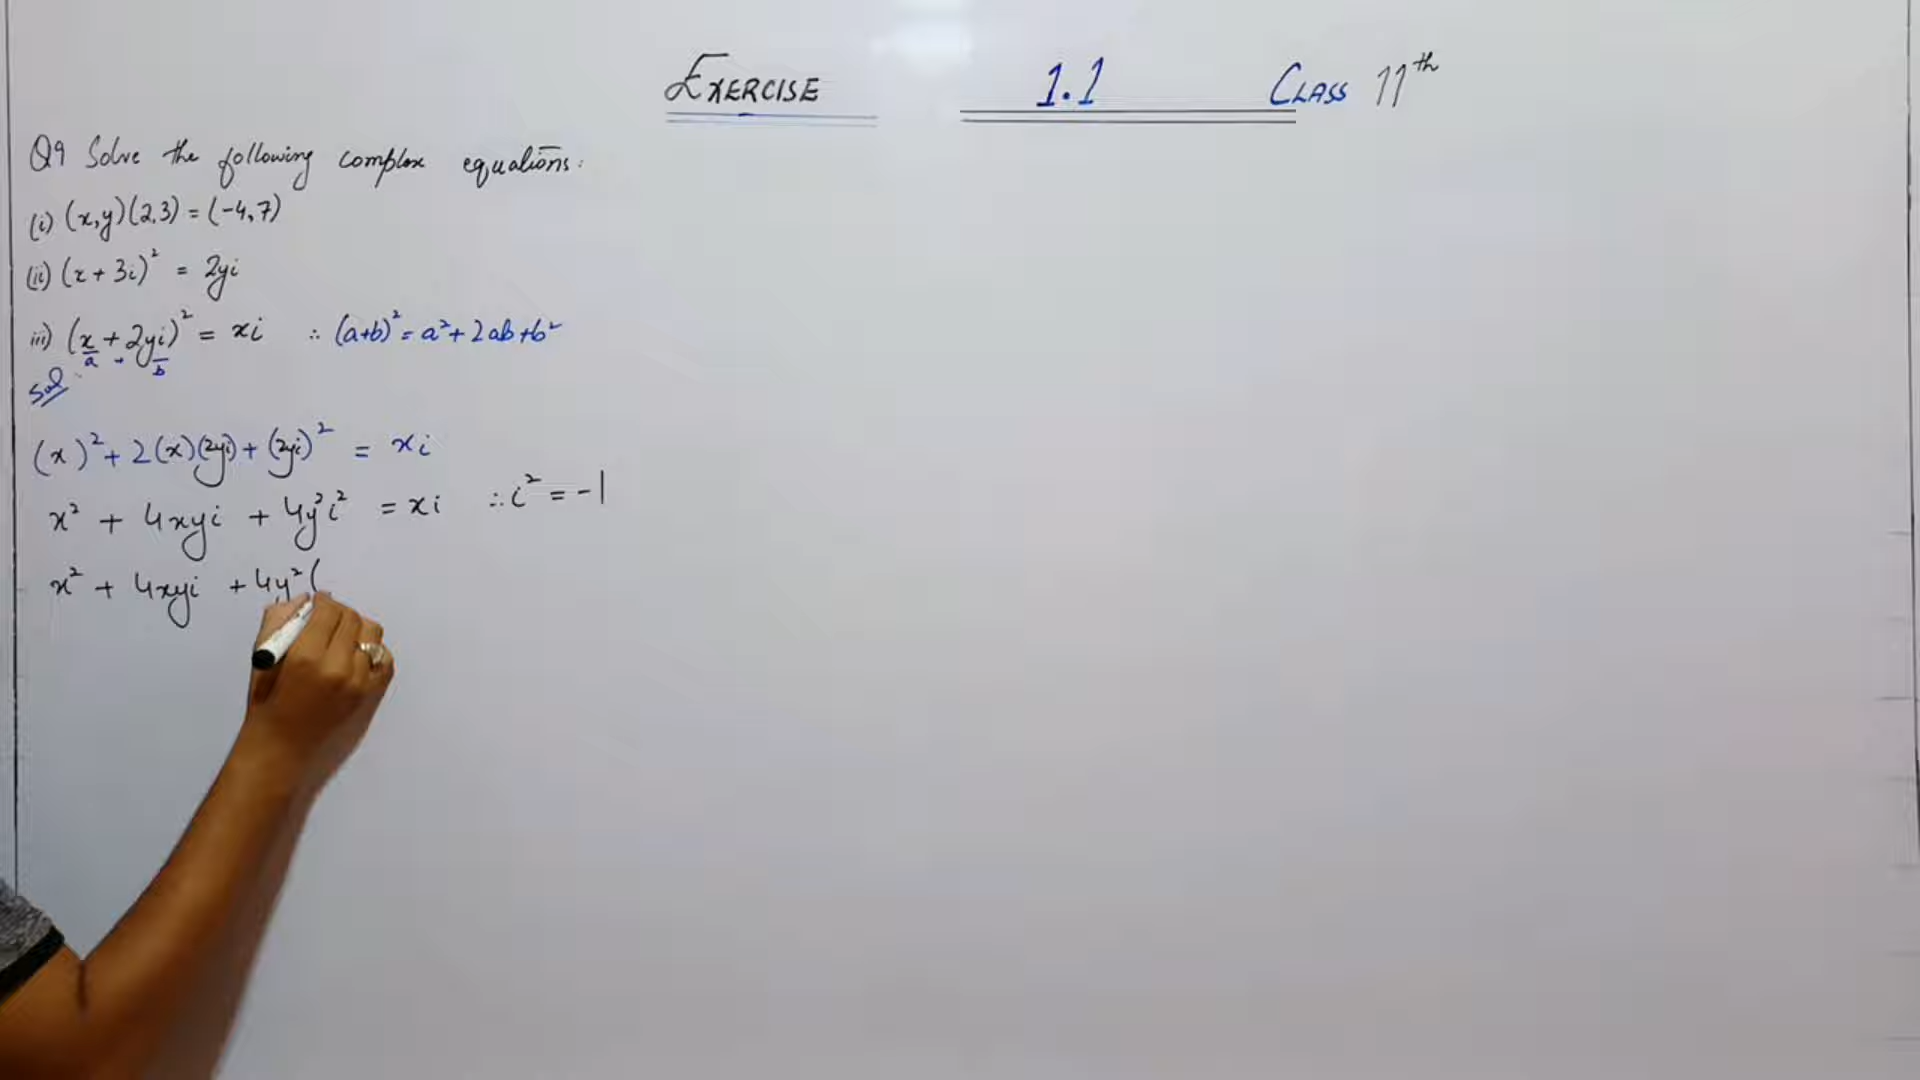 EXERCISE 1.1 CLASS 11th
Q9 Solve the following complex equations:
(i) (x,y)(2,3) = (-4,7)
(ii) (x + 3i)² = 2yi
iii) (x + 2yi)² = xi ∴ (a+b)² = a² + 2ab + b²
a + b
Sol:
(x)² + 2(x)(2yi) + (2yi)² = xi
x² + 4xyi + 4y²i² = xi ∴ i² = -1
x² + 4xyi + 4y²(